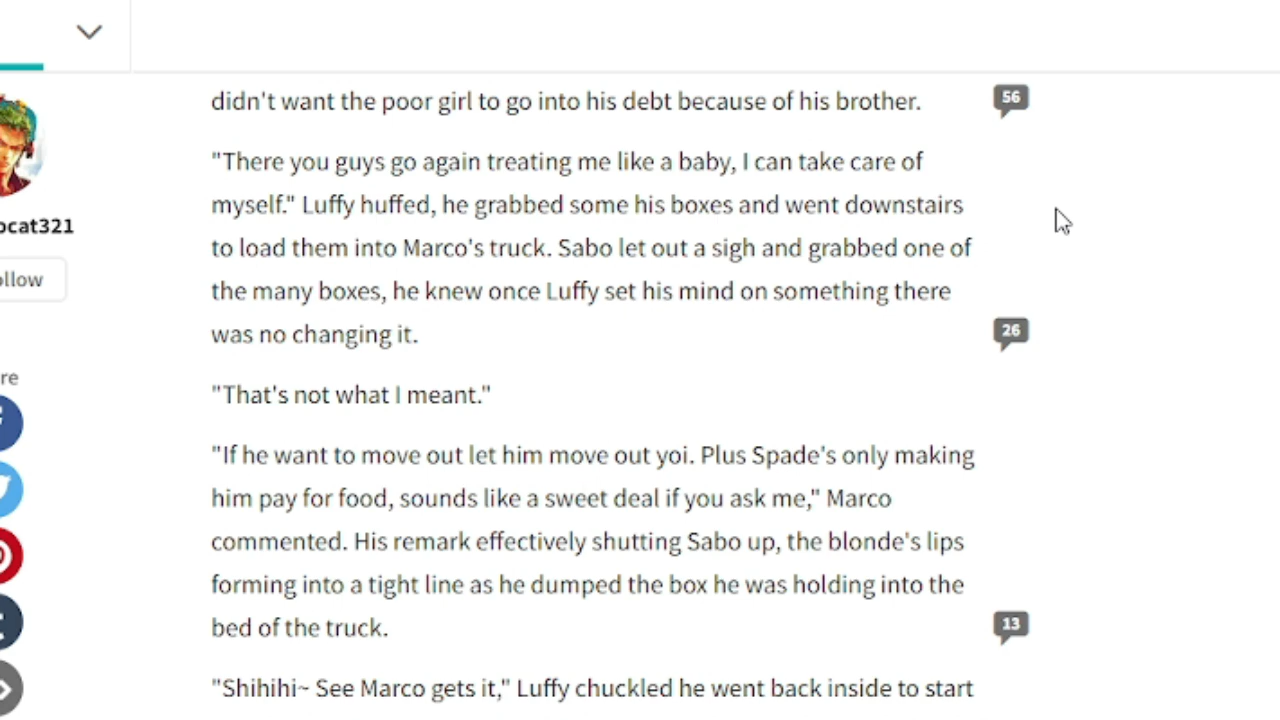 didn't want the poor girl to go into his debt because of his brother.
56
"There you guys go again treating me like a baby, I can take care of
myself." Luffy huffed, he grabbed some his boxes and went downstairs
to load them into Marco's truck. Sabo let out a sigh and grabbed one of
the many boxes, he knew once Luffy set his mind on something there
was no changing it.
26
"That's not what I meant."
"If he want to move out let him move out yoi. Plus Spade's only making
him pay for food, sounds like a sweet deal if you ask me," Marco
commented. His remark effectively shutting Sabo up, the blonde's lips
forming into a tight line as he dumped the box he was holding into the
bed of the truck.
13
"Shihihi~ See Marco gets it," Luffy chuckled he went back inside to start
ocat321
ollow
re